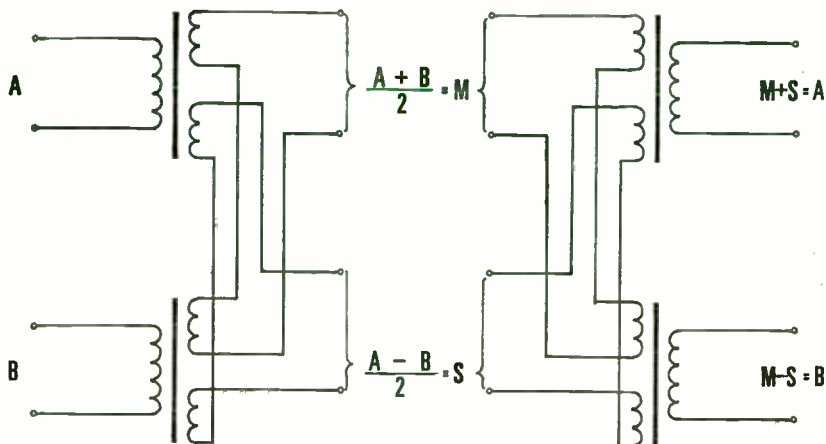 A
A + B
2
= M
M+S=A
B
A - B
2
= S
M-S=B